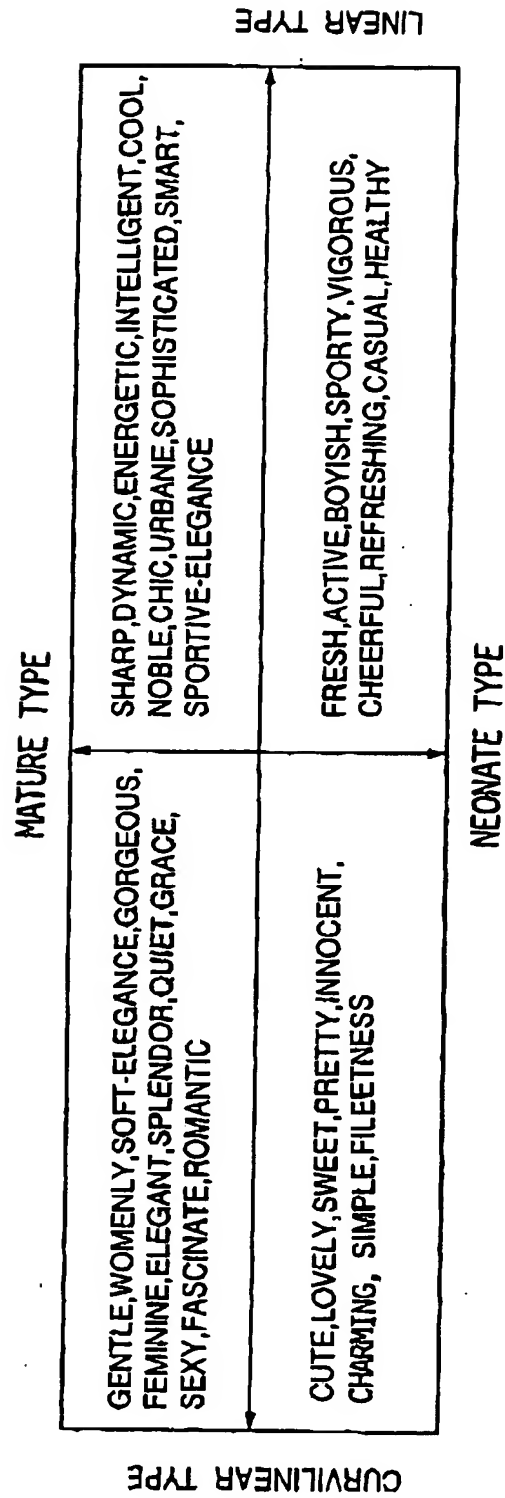 MATURE TYPE
CURVILINEAR TYPE
GENTLE,WOMENLY,SOFT-ELEGANCE,GORGEOUS,
FEMININE,ELEGANT,SPLENDOR,QUIET,GRACE,
SEXY,FASCINATE,ROMANTIC
SHARP,DYNAMIC,ENERGETIC,INTELLIGENT,COOL,
NOBLE,CHIC,URBANE,SOPHISTICATED,SMART,
SPORTIVE-ELEGANCE
LINEAR TYPE
CUTE,LOVELY,SWEET,PRETTY,INNOCENT,
CHARMING, SIMPLE,FILEETNESS
FRESH,ACTIVE,BOYISH,SPORTY,VIGOROUS,
CHEERFUL,REFRESHING,CASUAL,HEALTHY
NEONATE TYPE